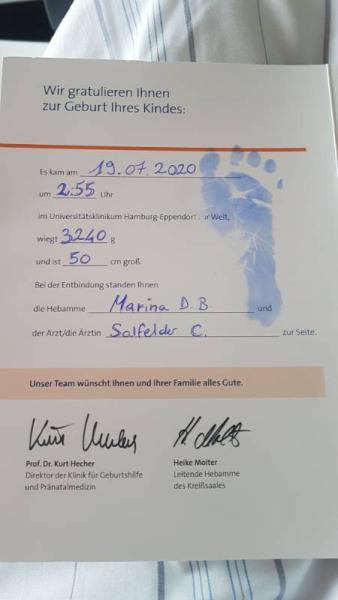 Wir gratulieren Ihnen
zur Geburt Ihres Kindes:
Es kam am 19.07.2020
um 2:55 Uhr
im Universitätsklinikum Hamburg-Eppendorf zur Welt,
wiegt 3240 g
und ist 50 cm groß.
Bei der Entbindung standen Ihnen
die Hebamme Marina D. B. und
der Arzt/die Ärztin Salfelder C. zur Seite.
Unser Team wünscht Ihnen und Ihrer Familie alles Gute.
Prof. Dr. Kurt Hecher Heike Molter
Direktor der Klinik für Geburtshilfe Leitende Hebamme
und Pränatalmedizin des Kreißsaales